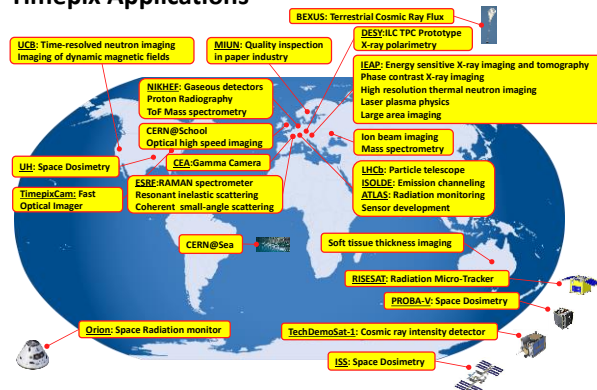 Timepix Applications
BEXUS: Terrestrial Cosmic Ray Flux
UCB: Time-resolved neutron imaging
Imaging of dynamic magnetic fields
MIUN: Quality inspection
in paper industry
DESY:ILC TPC Prototype
X-ray polarimetry
IEAP: Energy sensitive X-ray imaging and tomography
Phase contrast X-ray imaging
High resolution thermal neutron imaging
Laser plasma physics
Large area imaging
NIKHEF: Gaseous detectors
Proton Radiography
ToF Mass spectrometry
CERN@School
Optical high speed imaging
Ion beam imaging
Mass spectrometry
UH: Space Dosimetry
CEA:Gamma Camera
LHCb: Particle telescope
ISOLDE: Emission channeling
ATLAS: Radiation monitoring
Sensor development
TimepixCam: Fast
Optical Imager
ESRF:RAMAN spectrometer
Resonant inelastic scattering
Coherent small-angle scattering
CERN@Sea
Soft tissue thickness imaging
RISESAT: Radiation Micro-Tracker
PROBA-V: Space Dosimetry
Orion: Space Radiation monitor
TechDemoSat-1: Cosmic ray intensity detector
ISS: Space Dosimetry